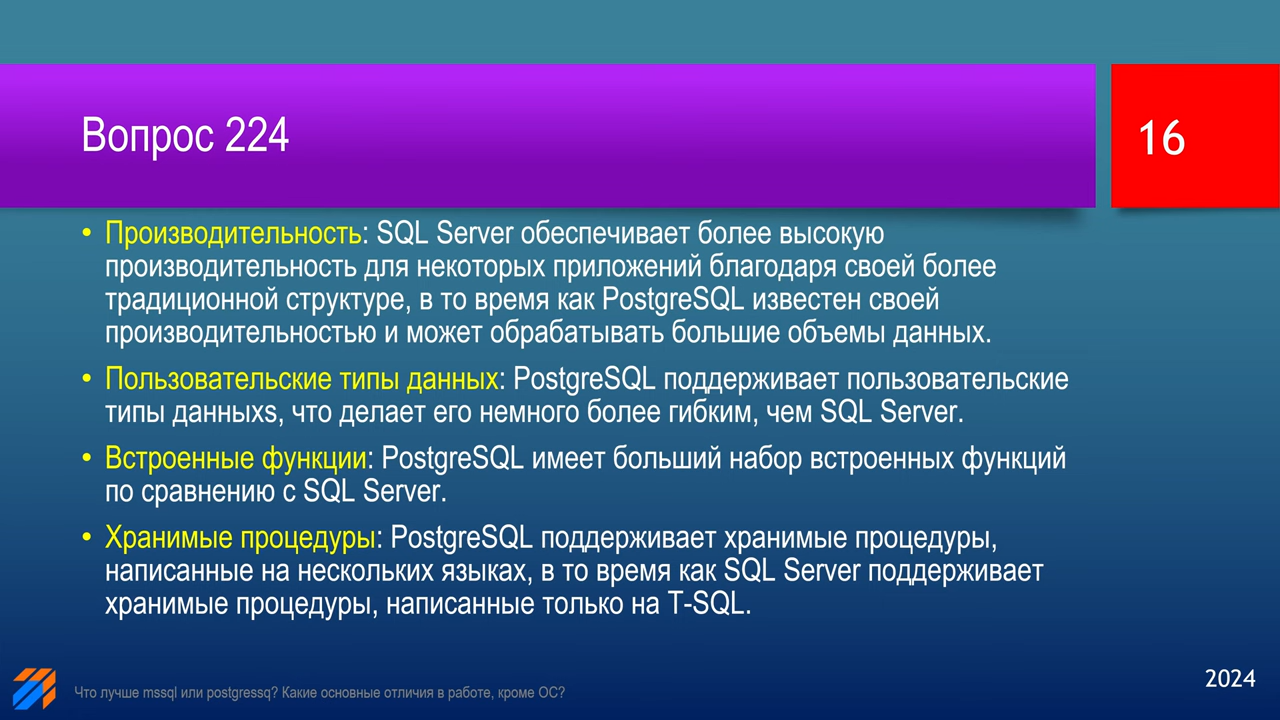 Вопрос 224
16
• Производительность: SQL Server обеспечивает более высокую
производительность для некоторых приложений благодаря своей более
традиционной структуре, в то время как PostgreSQL известен своей
производительностью и может обрабатывать большие объемы данных.
• Пользовательские типы данных: PostgreSQL поддерживает пользовательские
типы данныхs, что делает его немного более гибким, чем SQL Server.
• Встроенные функции: PostgreSQL имеет больший набор встроенных функций
по сравнению с SQL Server.
• Хранимые процедуры: PostgreSQL поддерживает хранимые процедуры,
написанные на нескольких языках, в то время как SQL Server поддерживает
хранимые процедуры, написанные только на T-SQL.
Что лучше mssql или postgressq? Какие основные отличия в работе, кроме ОС?
2024